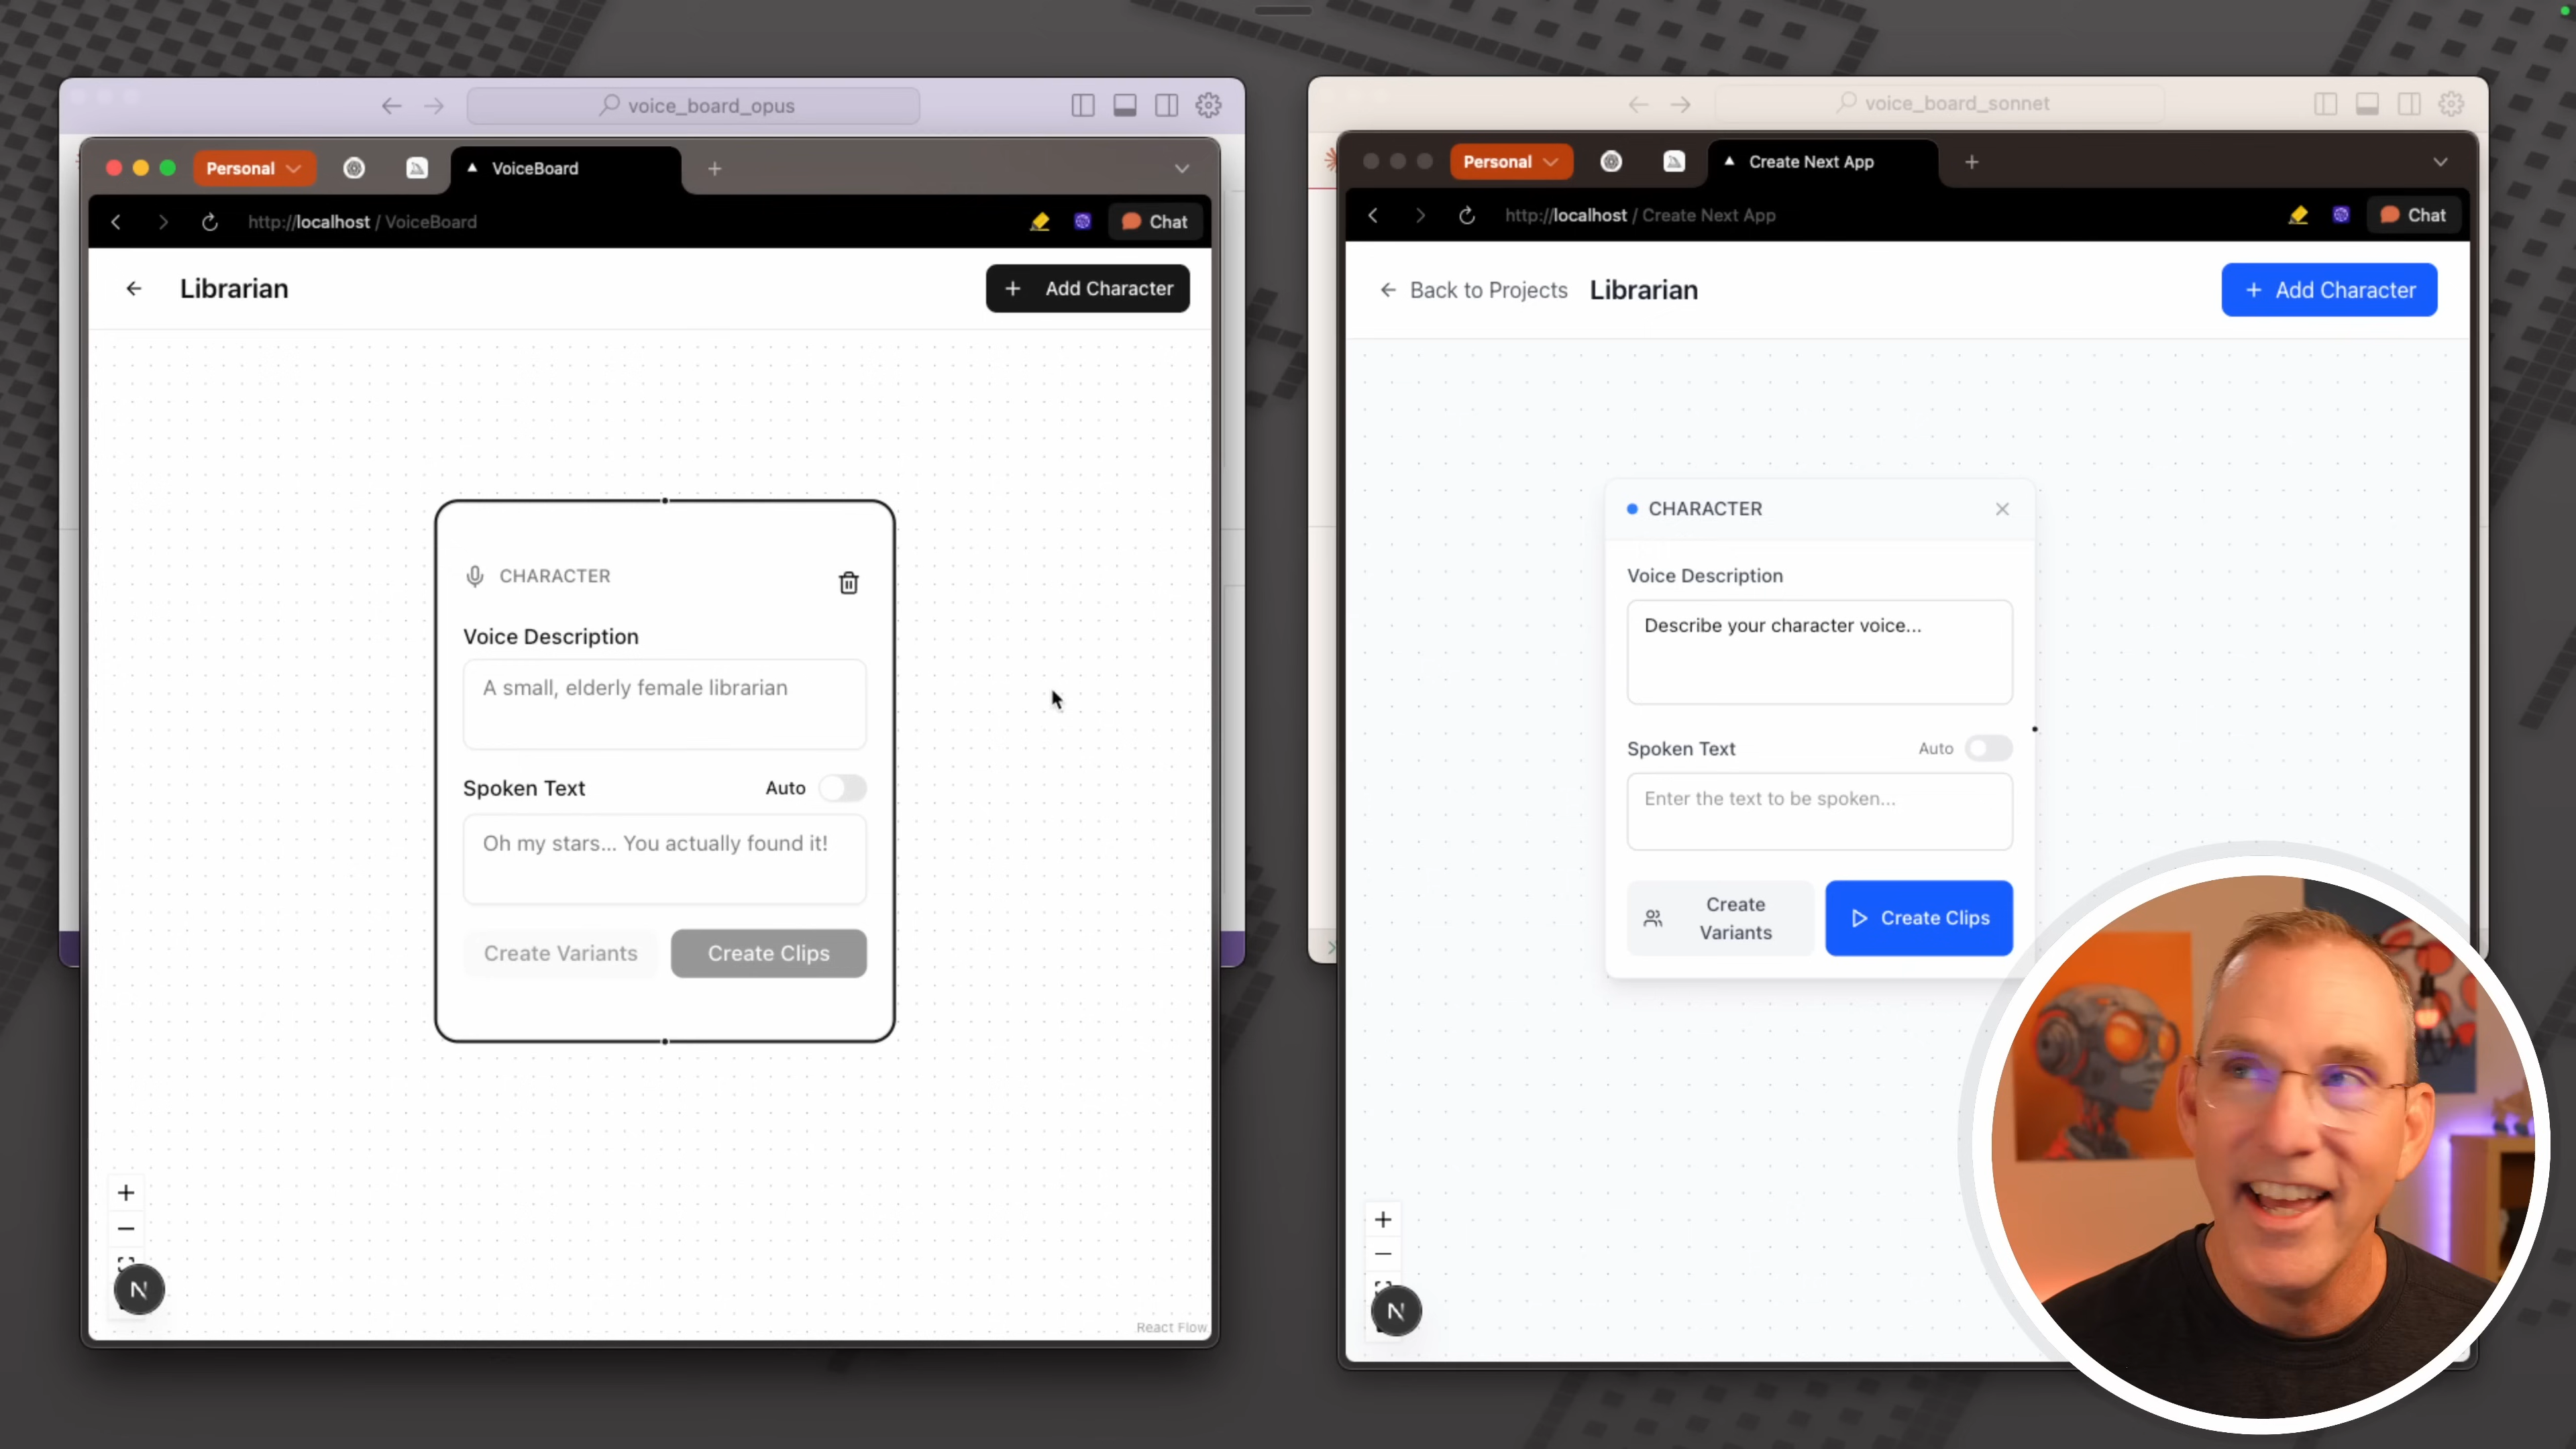 voice_board_opus
Personal
VoiceBoard
http://localhost / VoiceBoard
Chat
Librarian
+ Add Character
CHARACTER
Voice Description
A small, elderly female librarian
Spoken Text
Auto
Oh my stars... You actually found it!
Create Variants
Create Clips
N
React Flow
voice_board_sonnet
Personal
Create Next App
http://localhost / Create Next App
Chat
Back to Projects
Librarian
+ Add Character
CHARACTER
Voice Description
Describe your character voice...
Spoken Text
Auto
Enter the text to be spoken...
Create
Variants
Create Clips
N